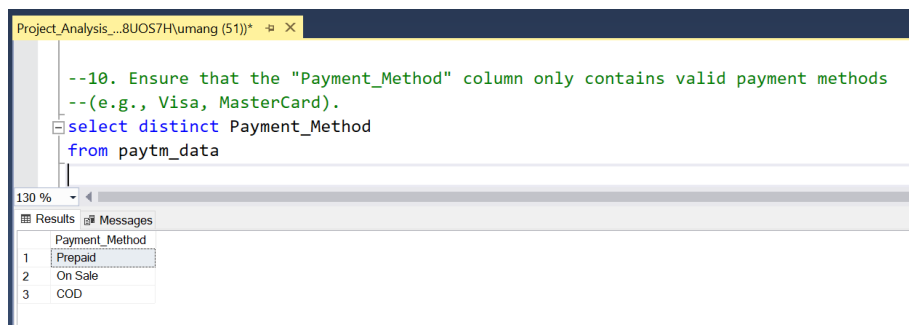 Project_Analysis_...8UOS7H\umang (51))*
--10. Ensure that the "Payment_Method" column only contains valid payment methods
--(e.g., Visa, MasterCard).
select distinct Payment_Method
from paytm_data
130 %
Results Messages
Payment_Method
1 Prepaid
2 On Sale
3 COD